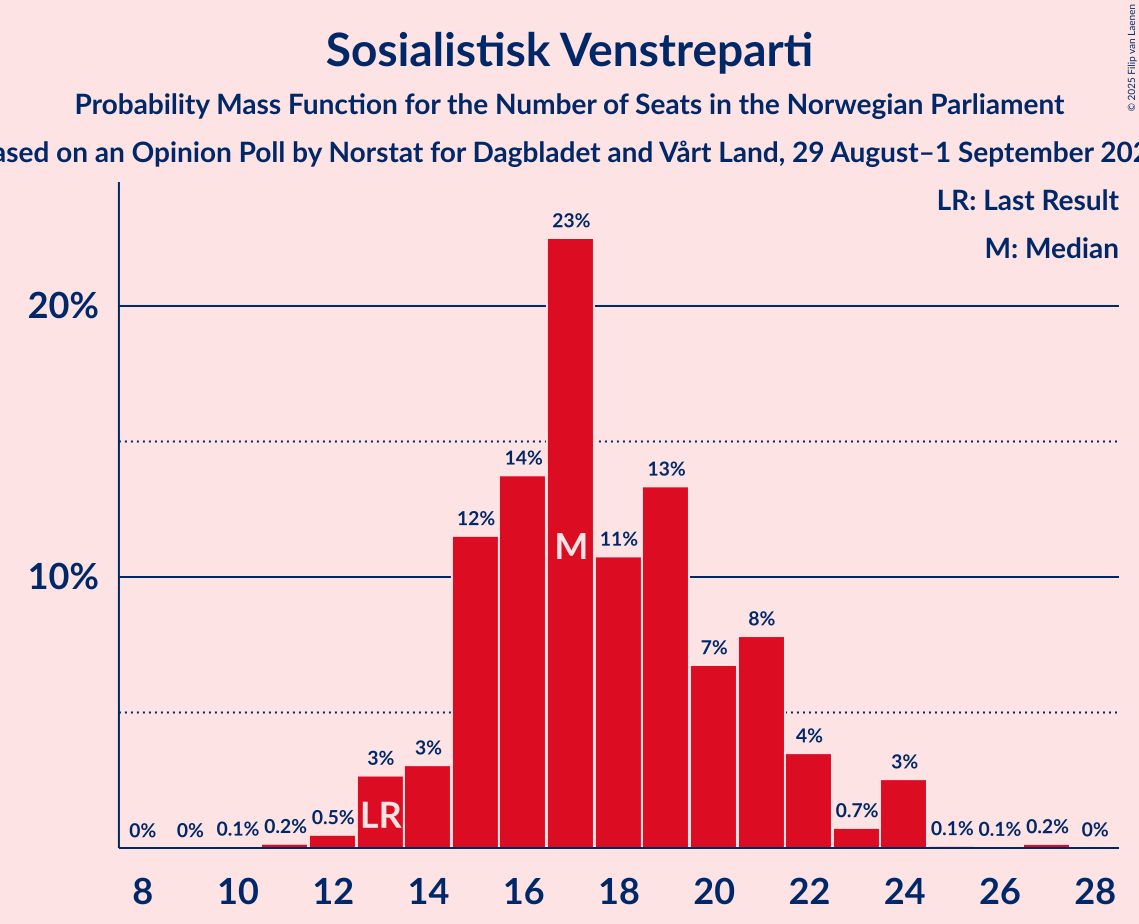 Sosialistisk Venstreparti
Probability Mass Function for the Number of Seats in the Norwegian Parliament
on an Opinion Poll by Norstat for Dagbladet and Vårt Land, 29 August–1 September
© 2025 Filip van Laenen
LR: Last Result
M: Median
20%
10%
0% 0% 0.1% 0.2% 0.5% 3% 3% 12% 14% 23% 11% 13% 7% 8% 4% 0.7% 3% 0.1% 0.1% 0.2% 0%
LR M
8 10 12 14 16 18 20 22 24 26 28